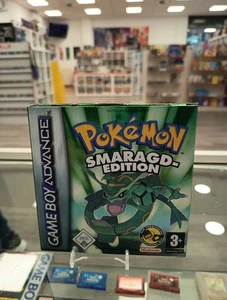 GAME BOY ADVANCE
POKéMON
SMARAGD-
EDITION
3+